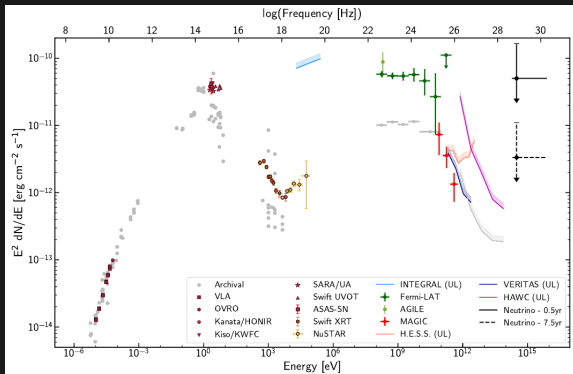 log(Frequency [Hz])
8 10 12 14 16 18 20 22 24 26 28 30
E² dN/dE [erg cm⁻² s⁻¹]
10⁻¹⁰
10⁻¹¹
10⁻¹²
10⁻¹³
10⁻¹⁴
Archival SARA/UA INTEGRAL (UL) VERITAS (UL)
VLA Swift UVOT Fermi-LAT HAWC (UL)
OVRO ASAS-SN AGILE Neutrino - 0.5yr
Kanata/HONIR Swift XRT MAGIC Neutrino - 7.5yr
Kiso/KWFC NuSTAR H.E.S.S. (UL)
10⁻⁶ 10⁻³ 10⁰ 10³ 10⁶ 10⁹ 10¹² 10¹⁵
Energy [eV]